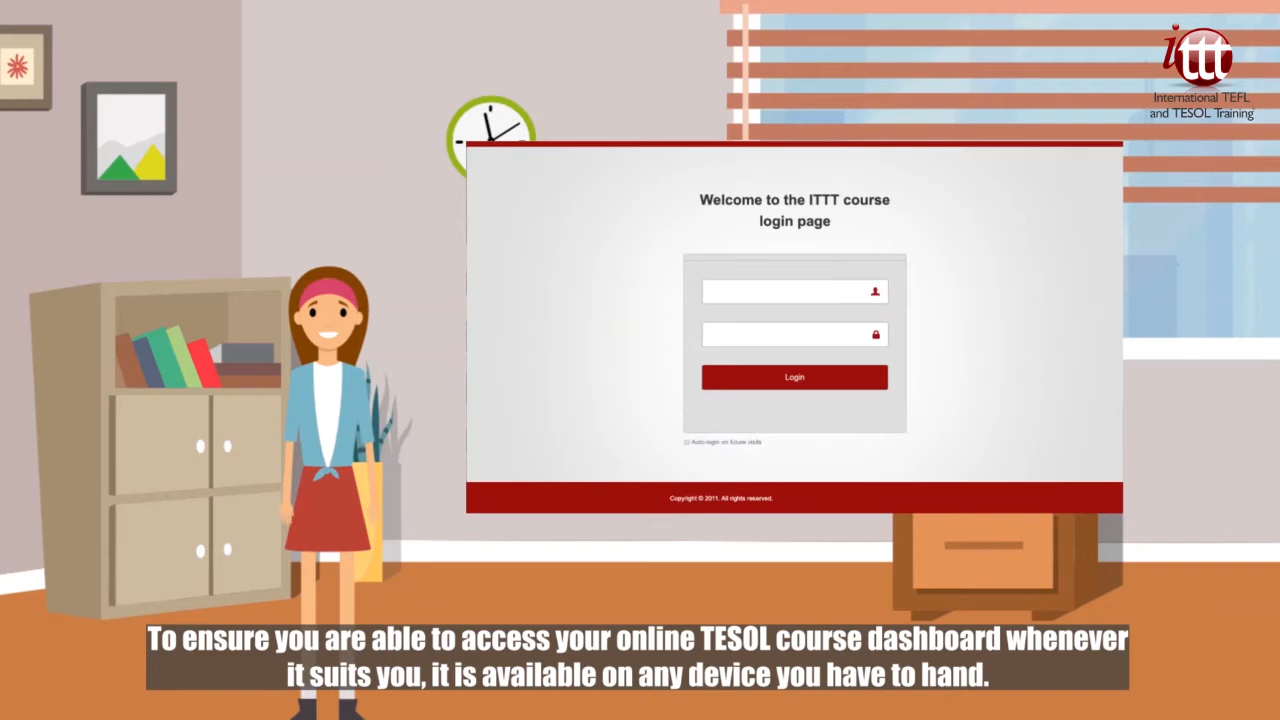 ittt
International TEFL
and TESOL Training
Welcome to the ITTT course
login page
Login
Auto-login on future visits
Copyright © 2011. All rights reserved.
To ensure you are able to access your online TESOL course dashboard whenever
it suits you, it is available on any device you have to hand.